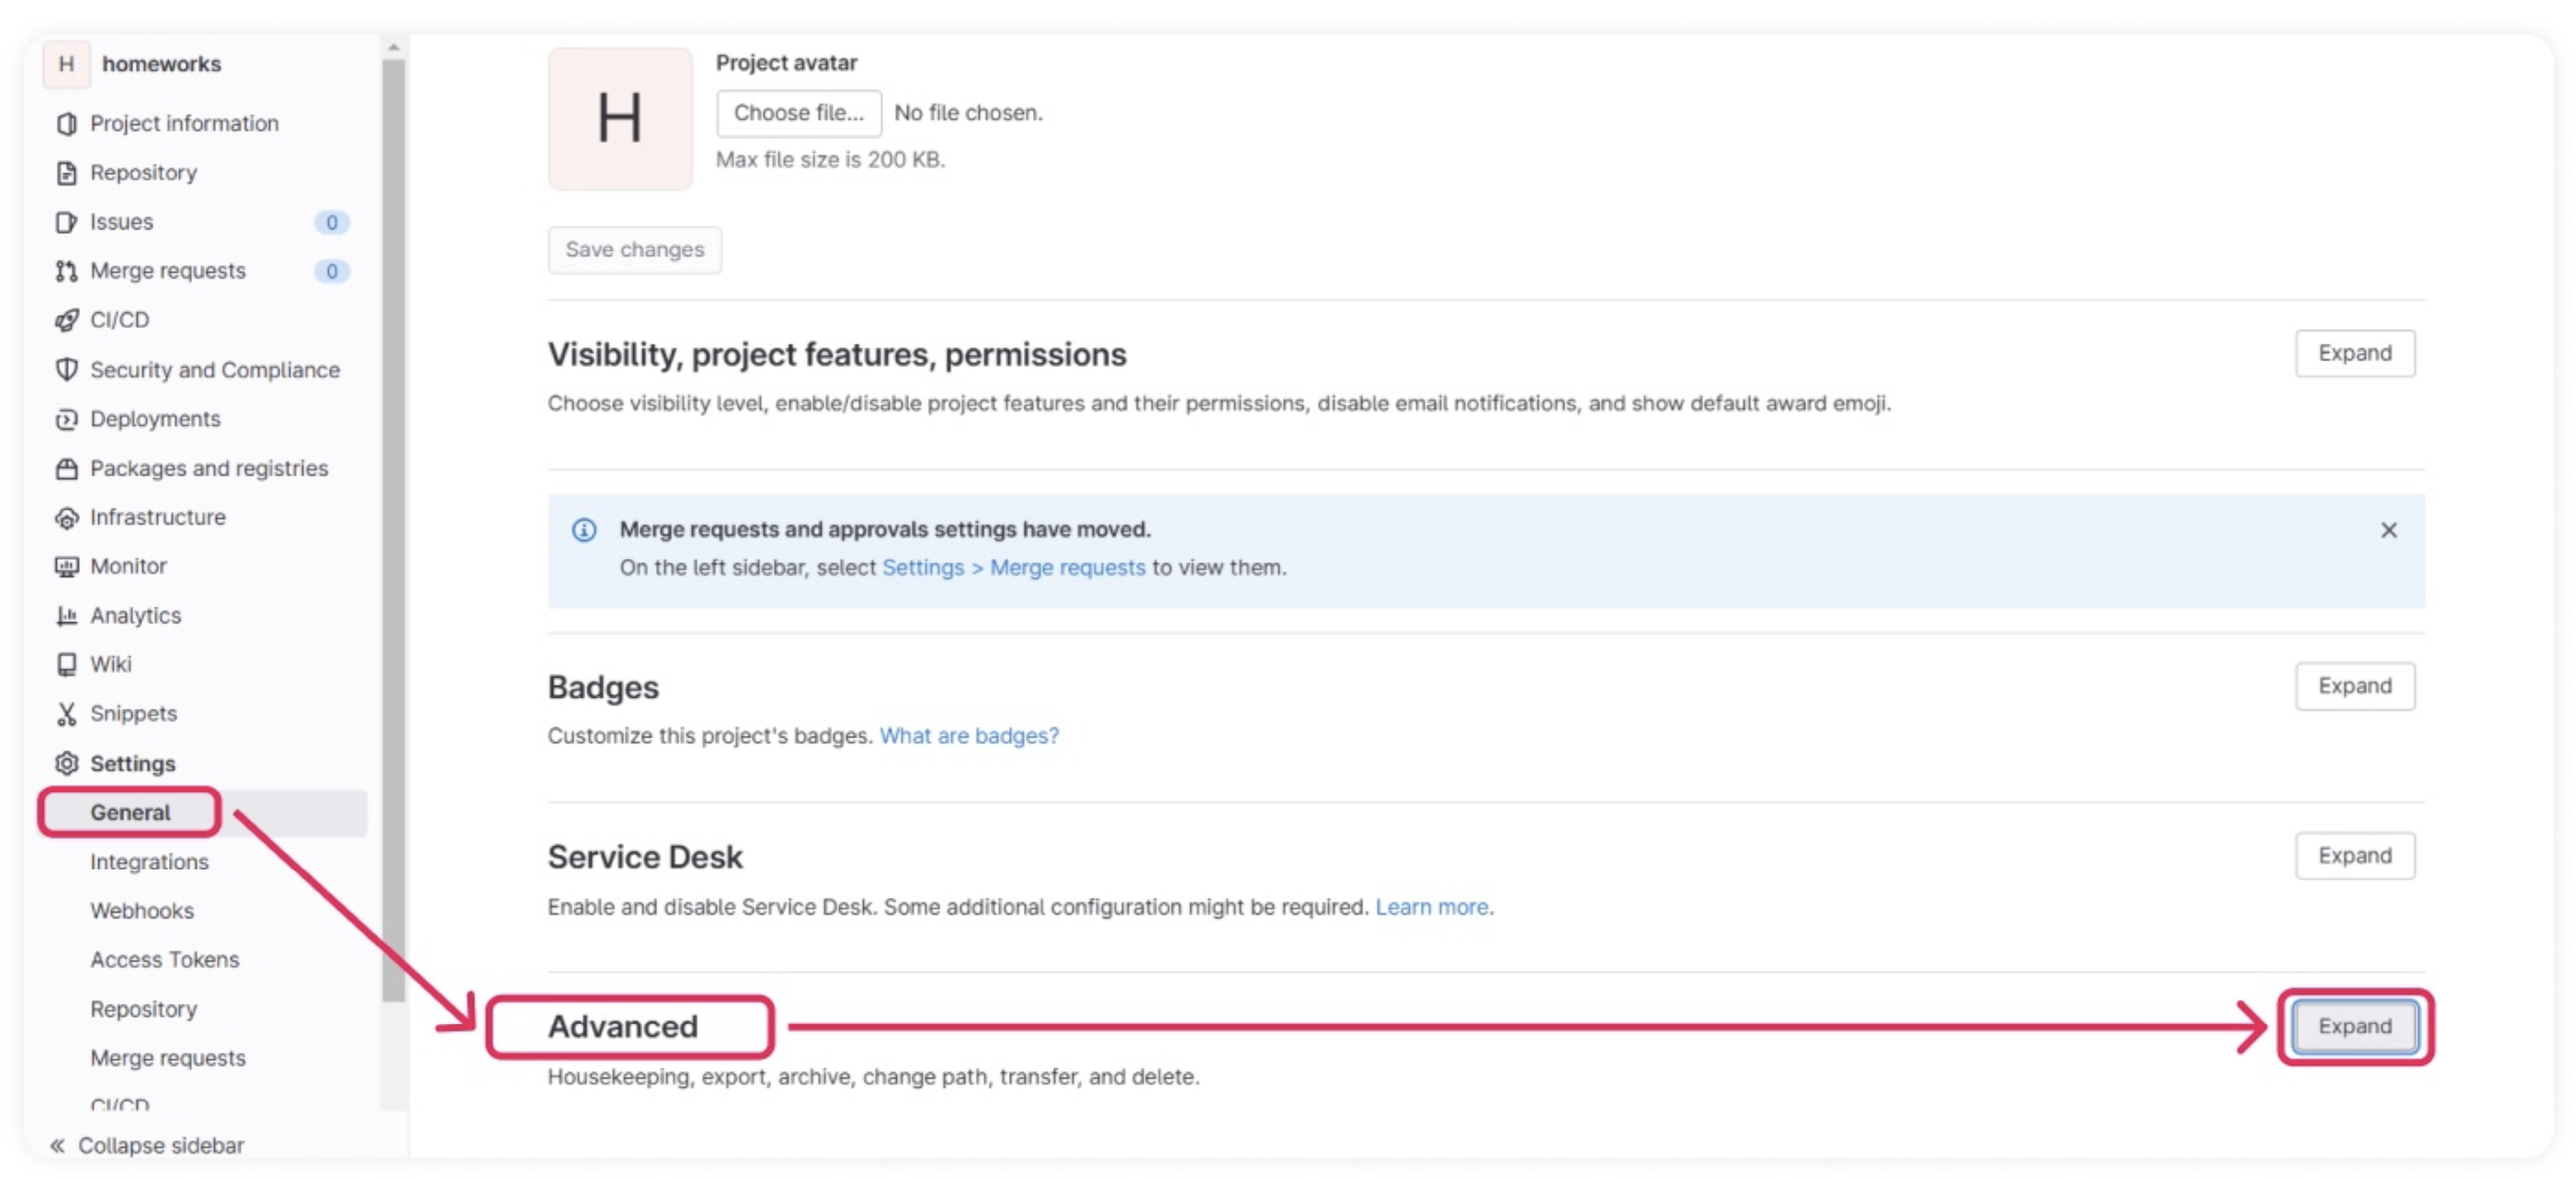 H homeworks
Project information
Repository
Issues 0
Merge requests 0
CI/CD
Security and Compliance
Deployments
Packages and registries
Infrastructure
Monitor
Analytics
Wiki
Snippets
Settings
General
Integrations
Webhooks
Access Tokens
Repository
Merge requests
CI/CD
Collapse sidebar
H
Project avatar
Choose file... No file chosen.
Max file size is 200 KB.
Save changes
Visibility, project features, permissions
Expand
Choose visibility level, enable/disable project features and their permissions, disable email notifications, and show default award emoji.
Merge requests and approvals settings have moved.
On the left sidebar, select Settings > Merge requests to view them.
Badges
Expand
Customize this project's badges. What are badges?
Service Desk
Expand
Enable and disable Service Desk. Some additional configuration might be required. Learn more.
Advanced
Expand
Housekeeping, export, archive, change path, transfer, and delete.